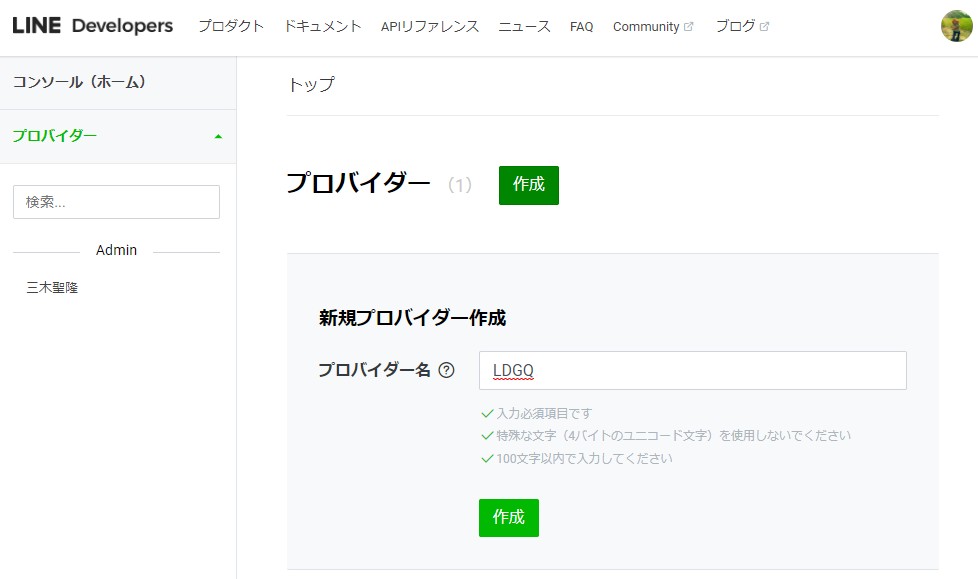 LINE Developers プロダクト ドキュメント APIリファレンス ニュース FAQ Community ブログ
コンソール（ホーム）
プロバイダー
検索...
Admin
三木聖隆
トップ
プロバイダー （1） 作成
新規プロバイダー作成
プロバイダー名 ? LDGQ
入力必須項目です
特殊な文字（4バイトのユニコード文字）を使用しないでください
100文字以内で入力してください
作成